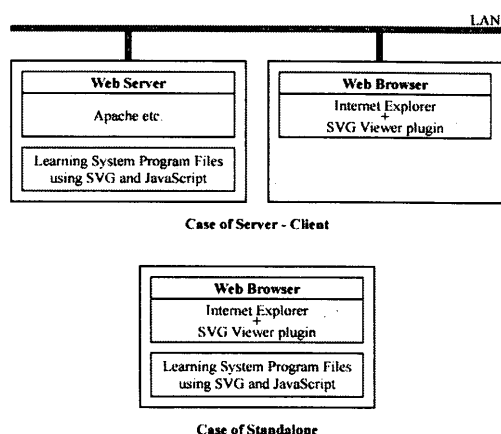 LAN
Web Server
Apache etc.
Learning System Program Files
using SVG and JavaScript
Web Browser
Internet Explorer
+
SVG Viewer plugin
Case of Server - Client
Web Browser
Internet Explorer
+
SVG Viewer plugin
Learning System Program Files
using SVG and JavaScript
Case of Standalone